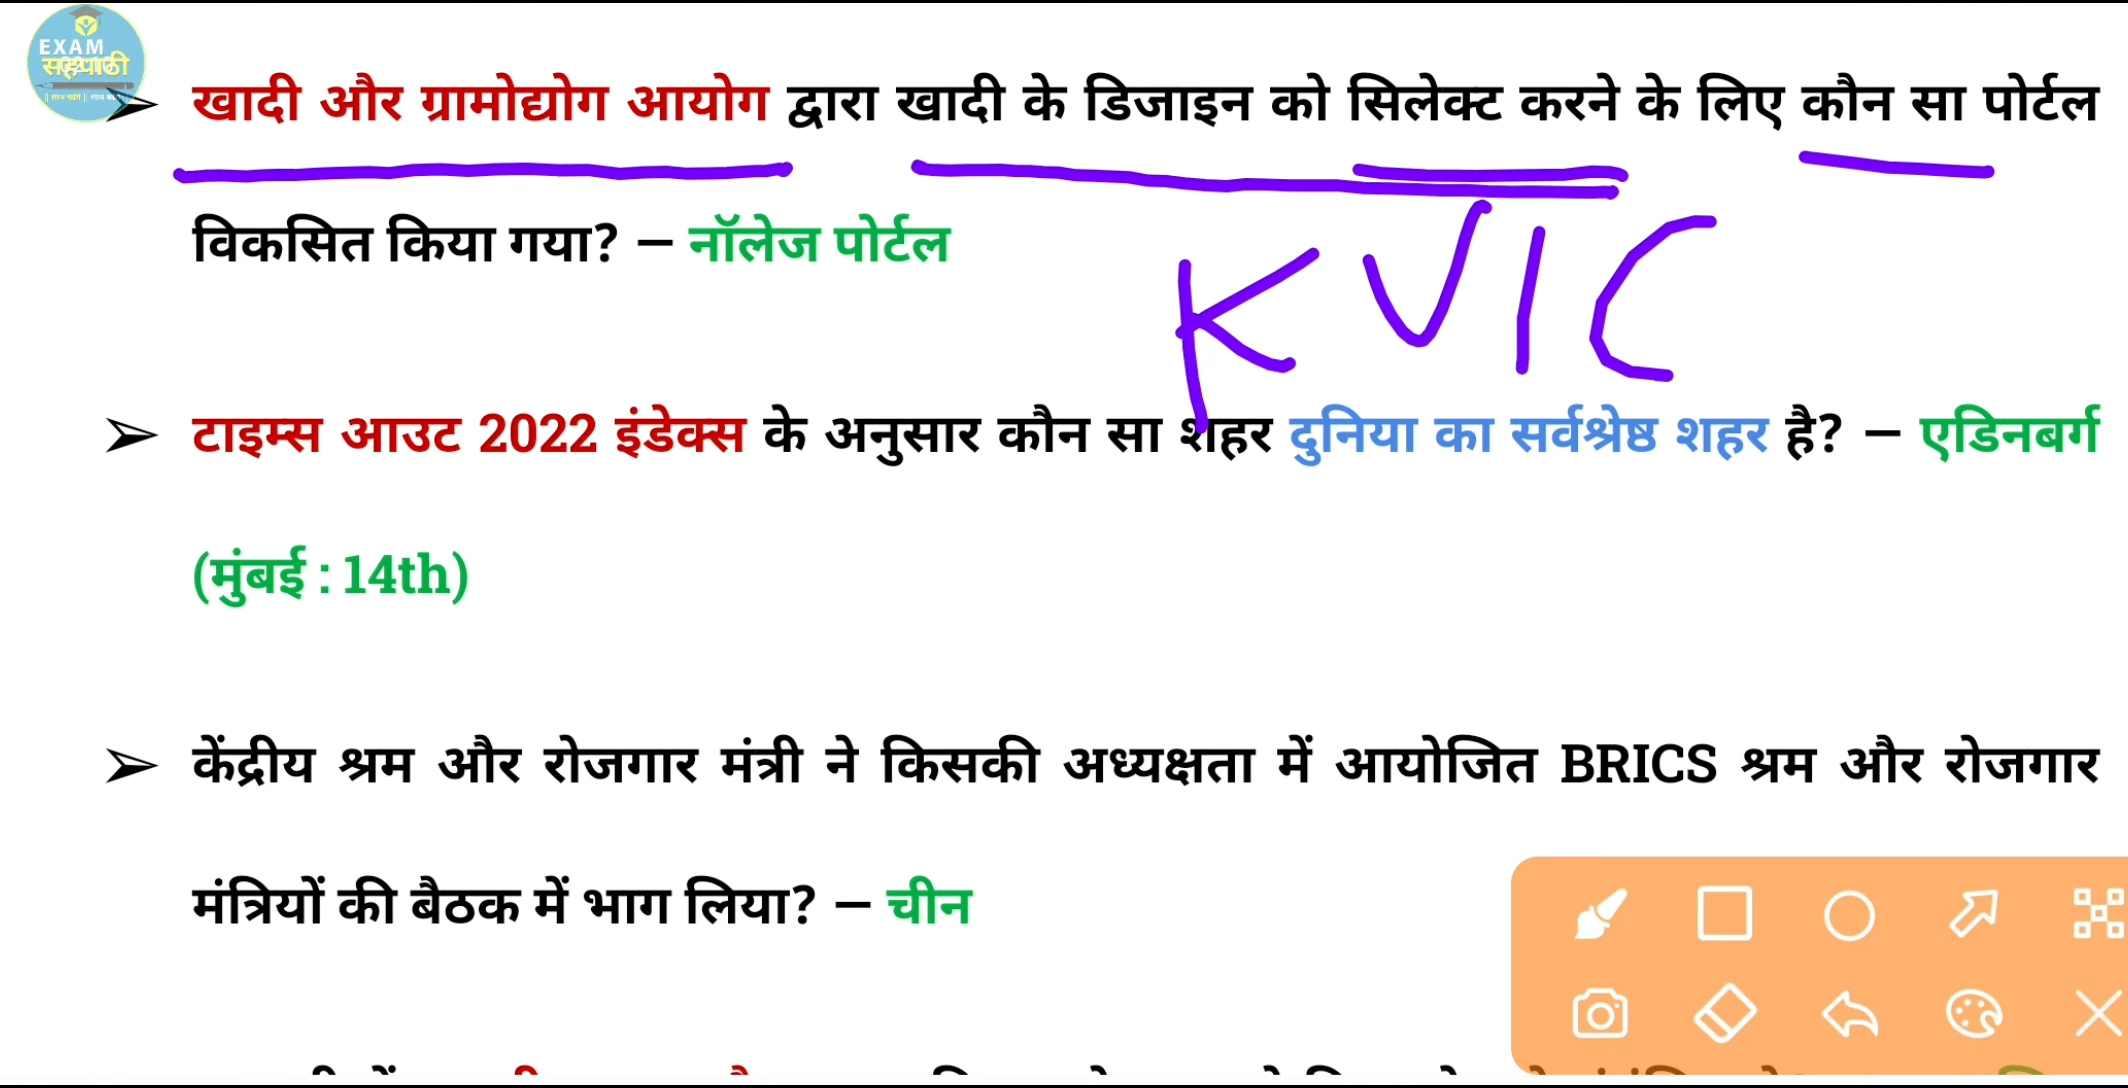 EXAM
सहपाठी
➢ खादी और ग्रामोद्योग आयोग द्वारा खादी के डिजाइन को सिलेक्ट करने के लिए कौन सा पोर्टल
विकसित किया गया? – नॉलेज पोर्टल
KVIC
➢ टाइम्स आउट 2022 इंडेक्स के अनुसार कौन सा शहर दुनिया का सर्वश्रेष्ठ शहर है? – एडिनबर्ग
(मुंबई : 14th)
➢ केंद्रीय श्रम और रोजगार मंत्री ने किसकी अध्यक्षता में आयोजित BRICS श्रम और रोजगार
मंत्रियों की बैठक में भाग लिया? – चीन